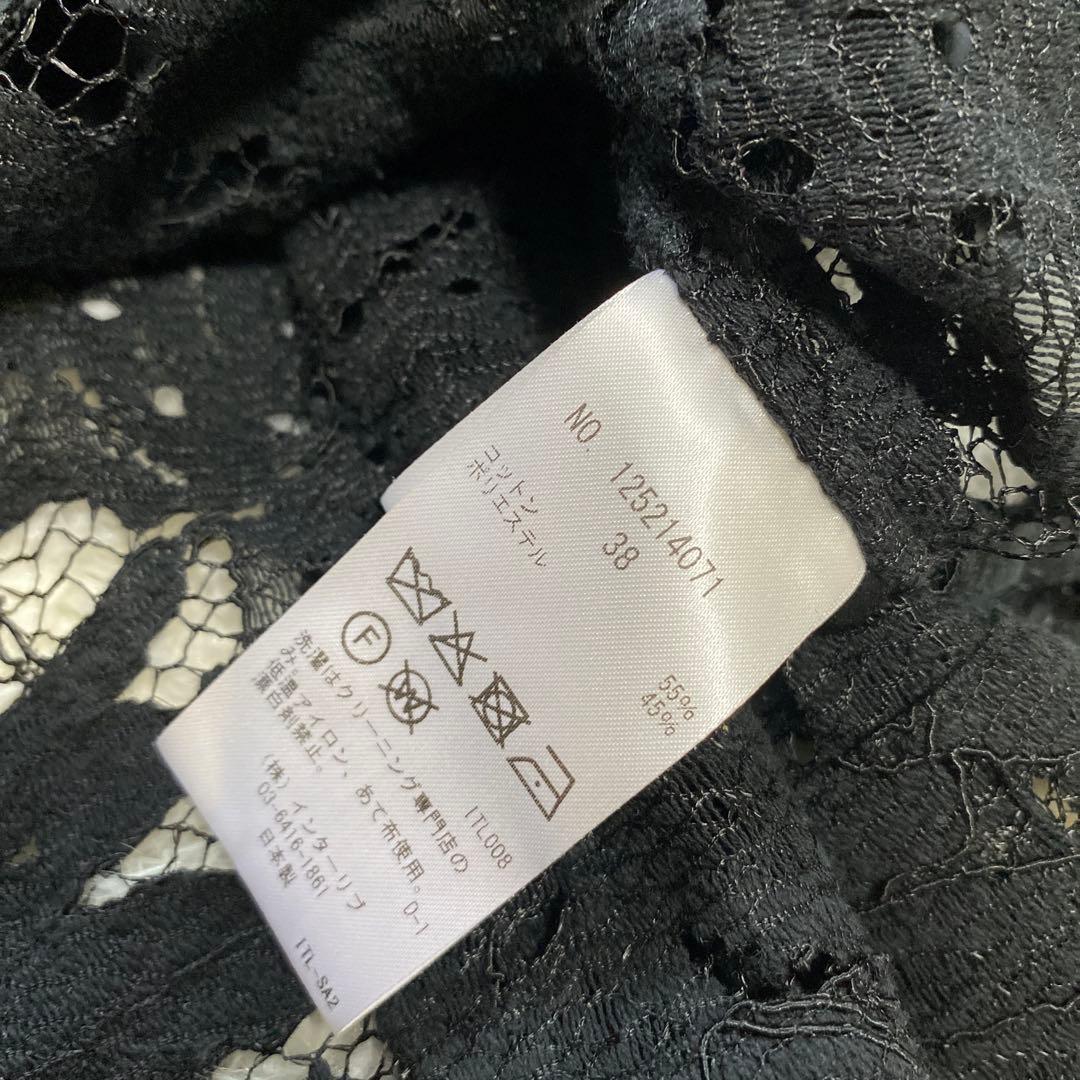 NO. 125214071
38
コットン 55%
ポリエステル 45%
F
W
ITL008
洗濯はクリーニング専門店の
み。低温アイロン、あて布使用。
漂白剤禁止。 D-1
(株)インターリブ
03-6416-1861
日本製
ITL-SA2